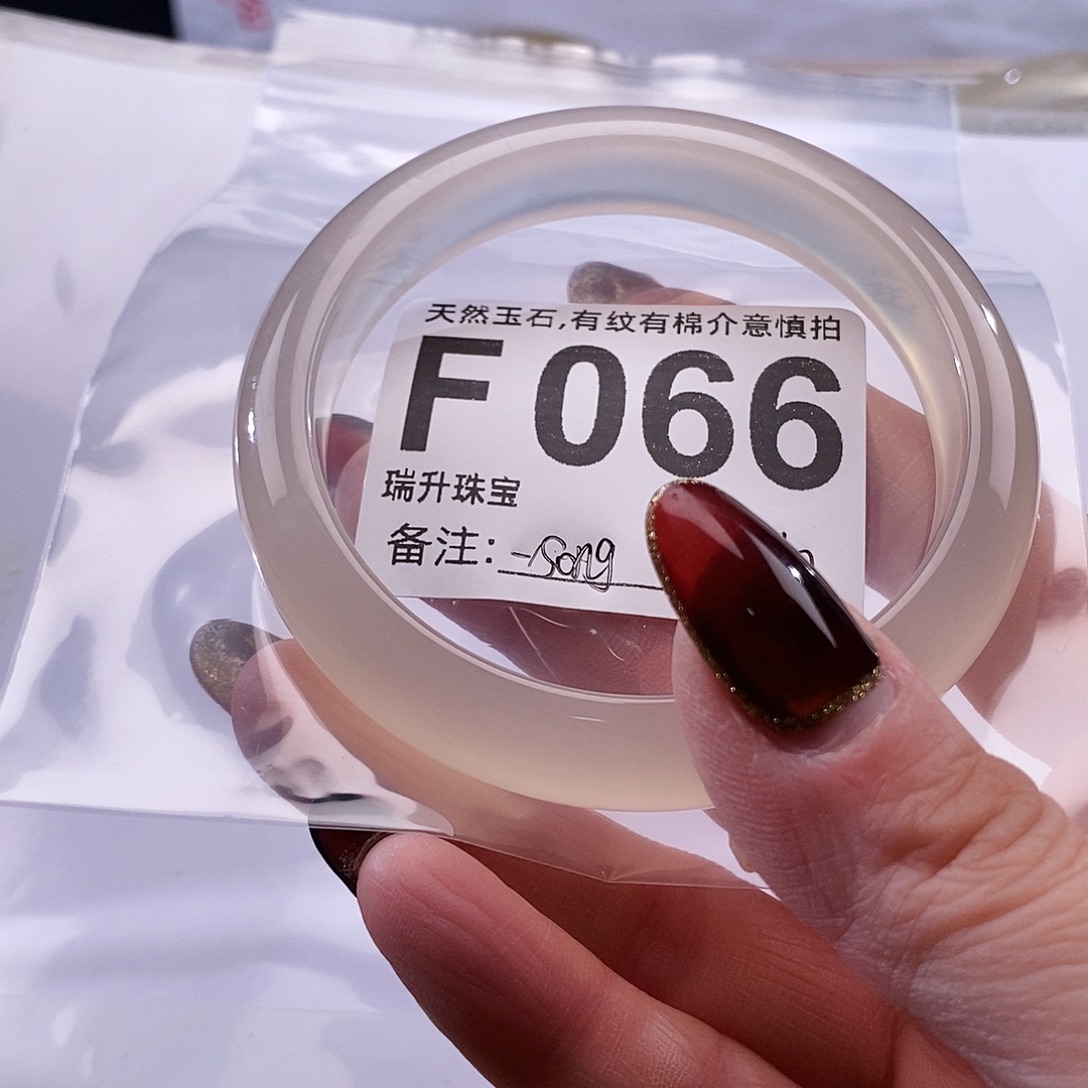 天然玉石,有纹有棉介意慎拍
F 066
瑞升珠宝
备注: -song